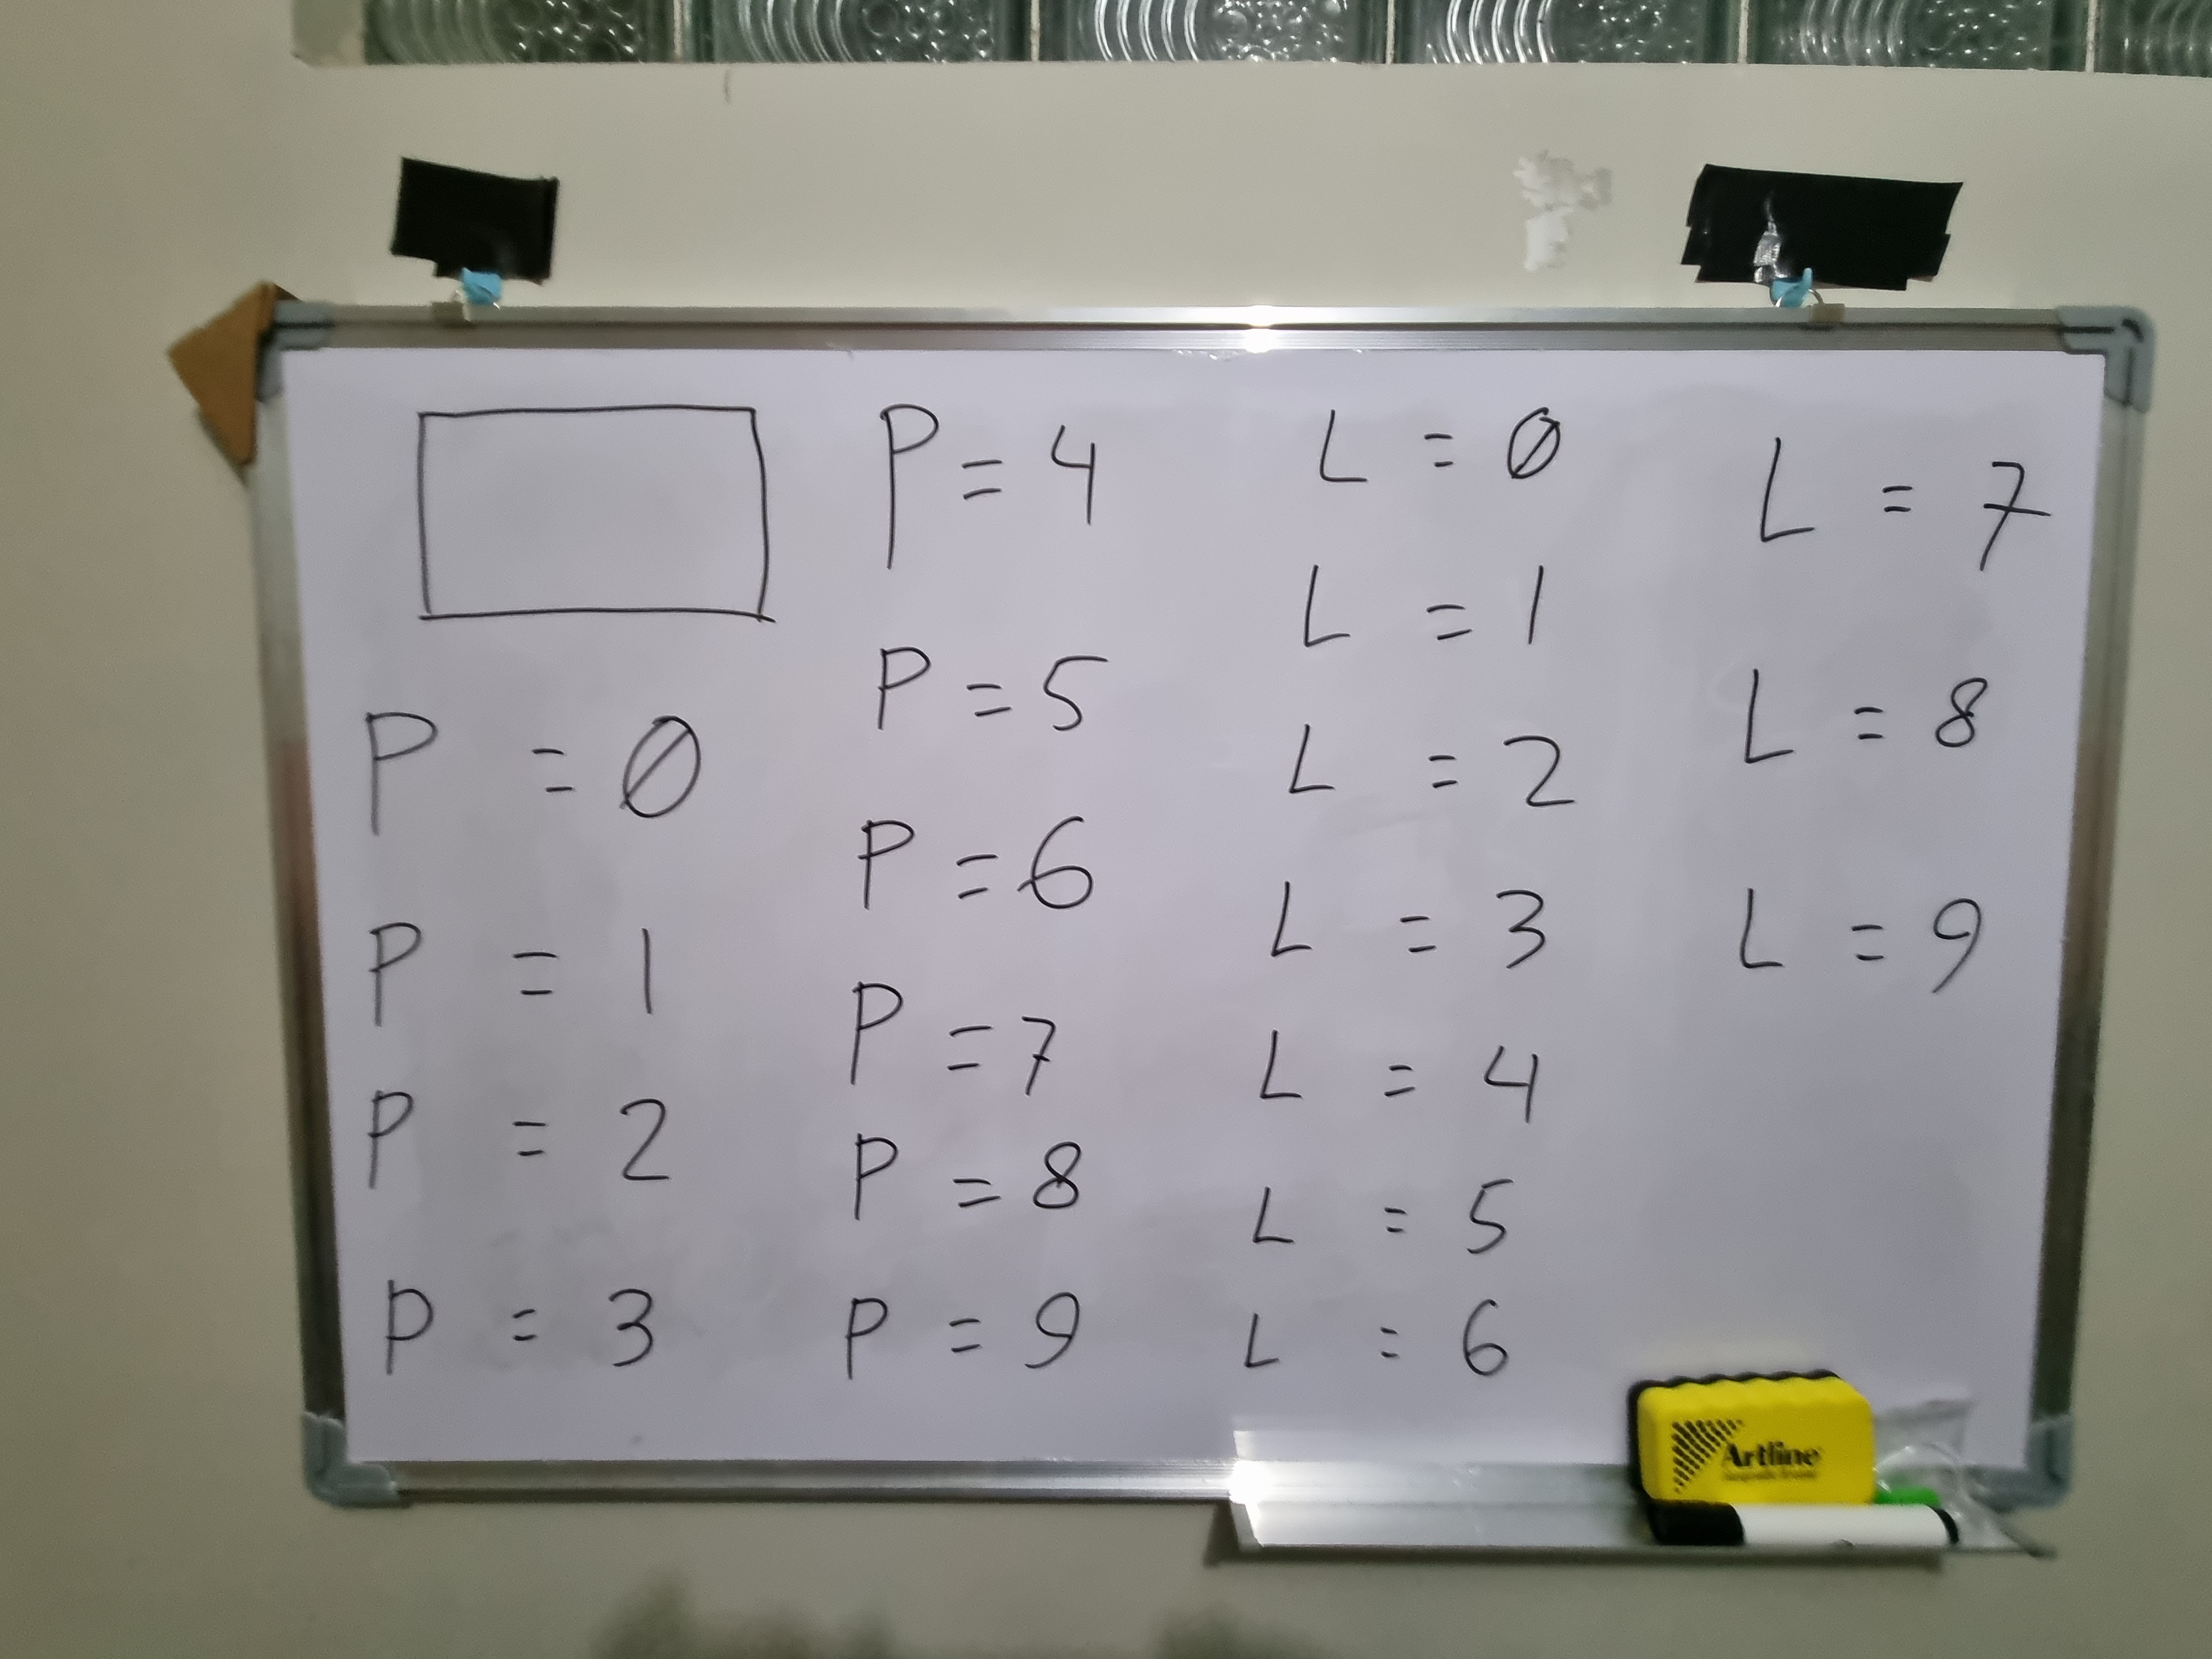 P = 0
P = 1
P = 2
P = 3
P = 4
P = 5
P = 6
P = 7
P = 8
P = 9
L = 0
L = 1
L = 2
L = 3
L = 4
L = 5
L = 6
L = 7
L = 8
L = 9
Artline